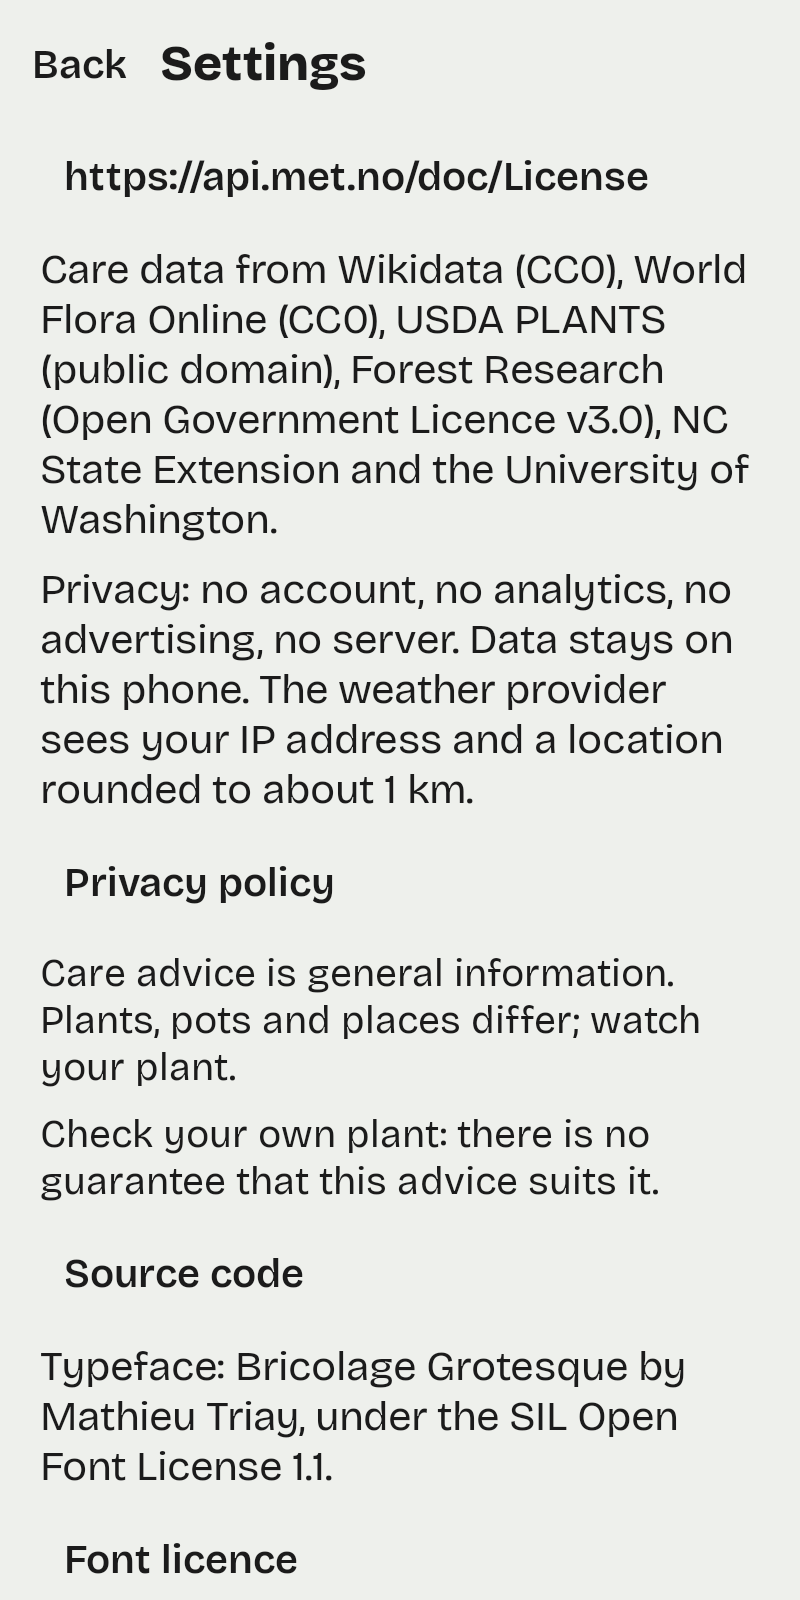 Back Settings
https://api.met.no/doc/License
Care data from Wikidata (CC0), World
Flora Online (CC0), USDA PLANTS
(public domain), Forest Research
(Open Government Licence v3.0), NC
State Extension and the University of
Washington.
Privacy: no account, no analytics, no
advertising, no server. Data stays on
this phone. The weather provider
sees your IP address and a location
rounded to about 1 km.
Privacy policy
Care advice is general information.
Plants, pots and places differ; watch
your plant.
Check your own plant: there is no
guarantee that this advice suits it.
Source code
Typeface: Bricolage Grotesque by
Mathieu Triay, under the SIL Open
Font License 1.1.
Font licence